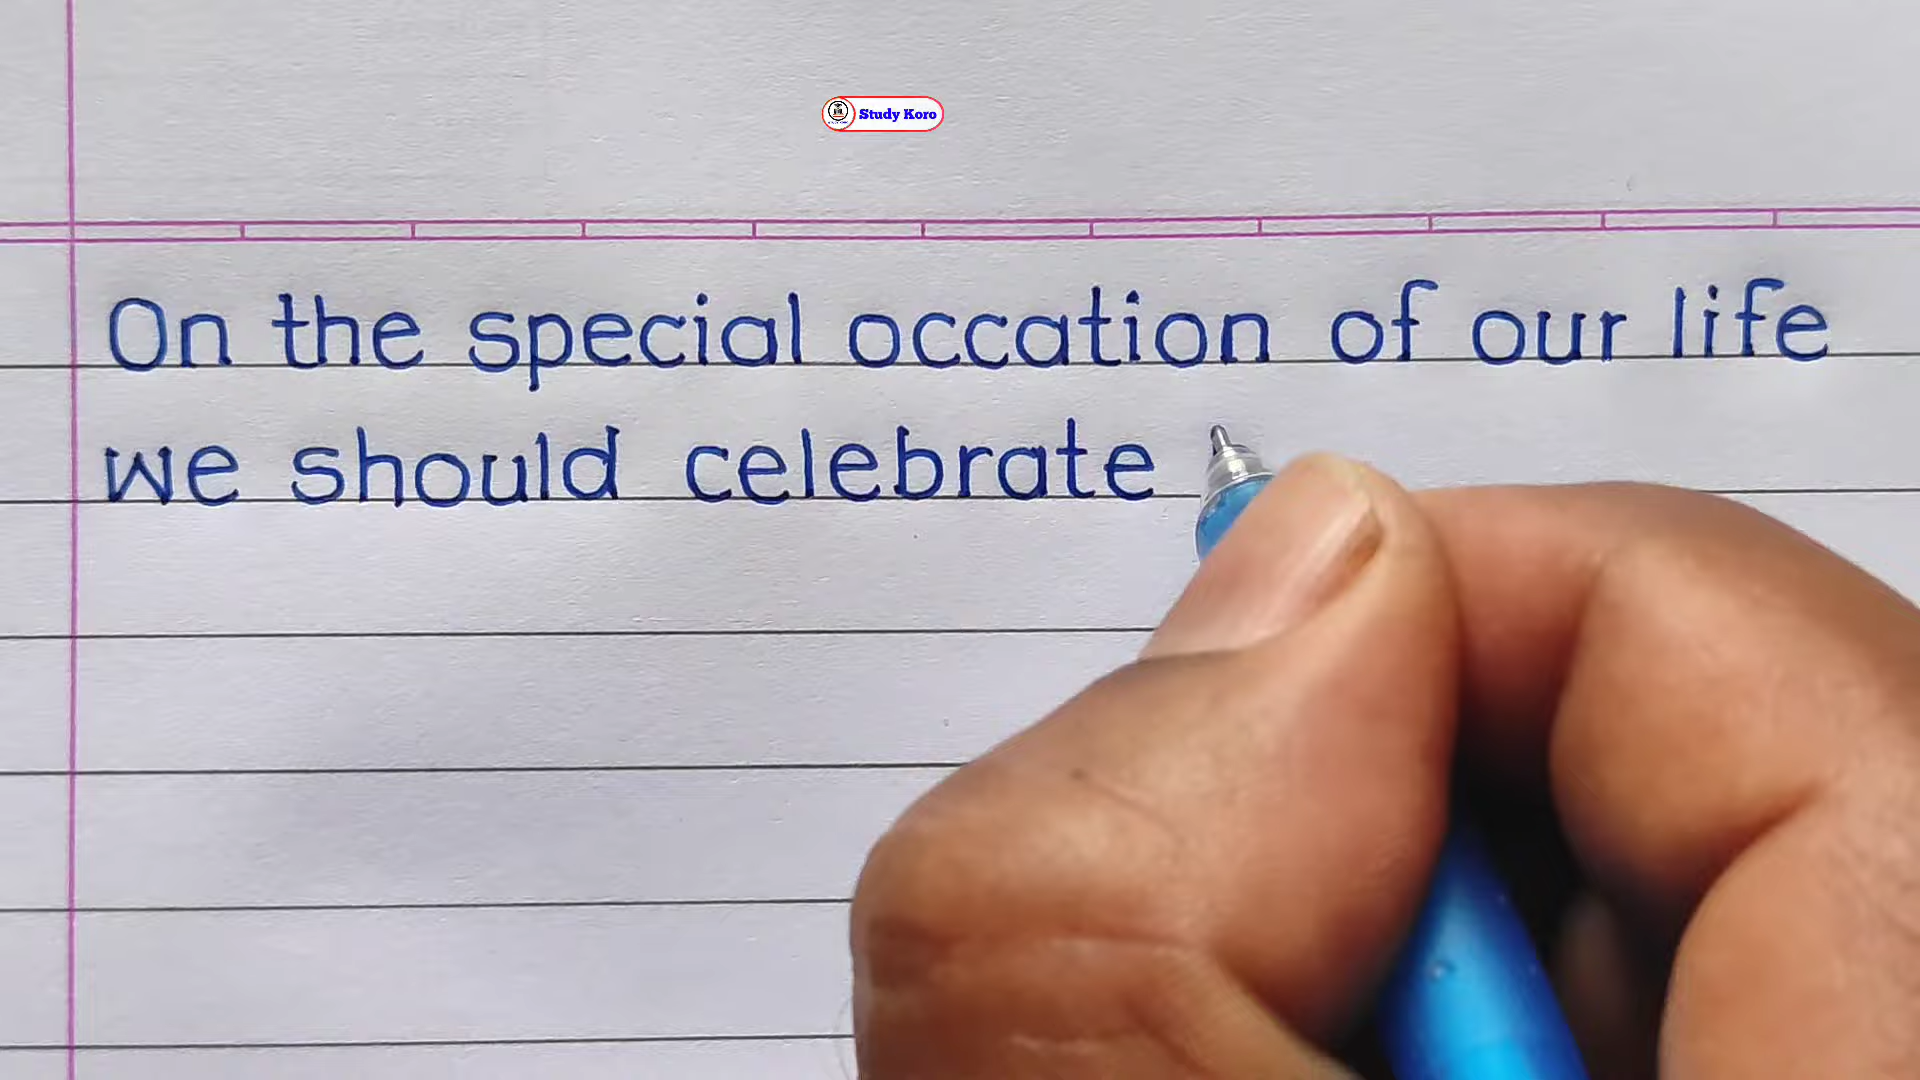 Study Koro
On the special occation of our life
we should celebrate